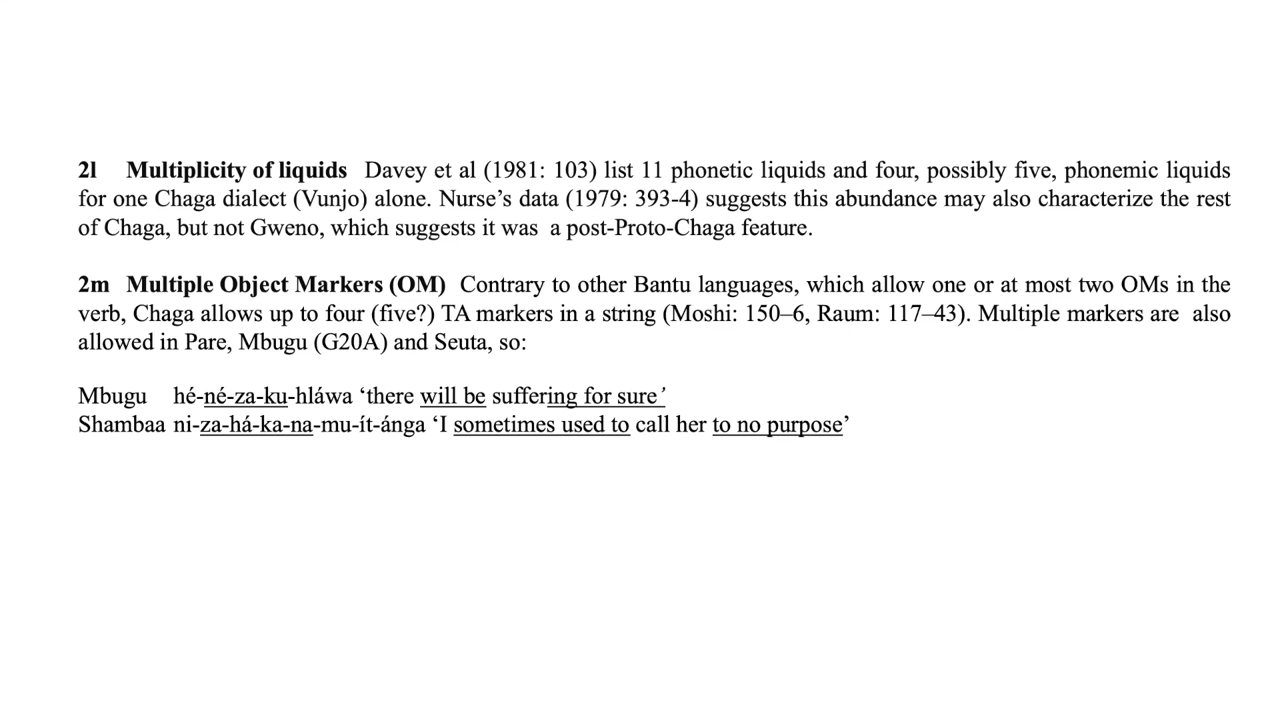 2l Multiplicity of liquids Davey et al (1981: 103) list 11 phonetic liquids and four, possibly five, phonemic liquids
for one Chaga dialect (Vunjo) alone. Nurse’s data (1979: 393-4) suggests this abundance may also characterize the rest
of Chaga, but not Gweno, which suggests it was a post-Proto-Chaga feature.
2m Multiple Object Markers (OM) Contrary to other Bantu languages, which allow one or at most two OMs in the
verb, Chaga allows up to four (five?) TA markers in a string (Moshi: 150–6, Raum: 117–43). Multiple markers are also
allowed in Pare, Mbugu (G20A) and Seuta, so:
Mbugu hé-né-za-ku-hláwa ‘there will be suffering for sure’
Shambaa ni-za-há-ka-na-mu-ít-ánga ‘I sometimes used to call her to no purpose’